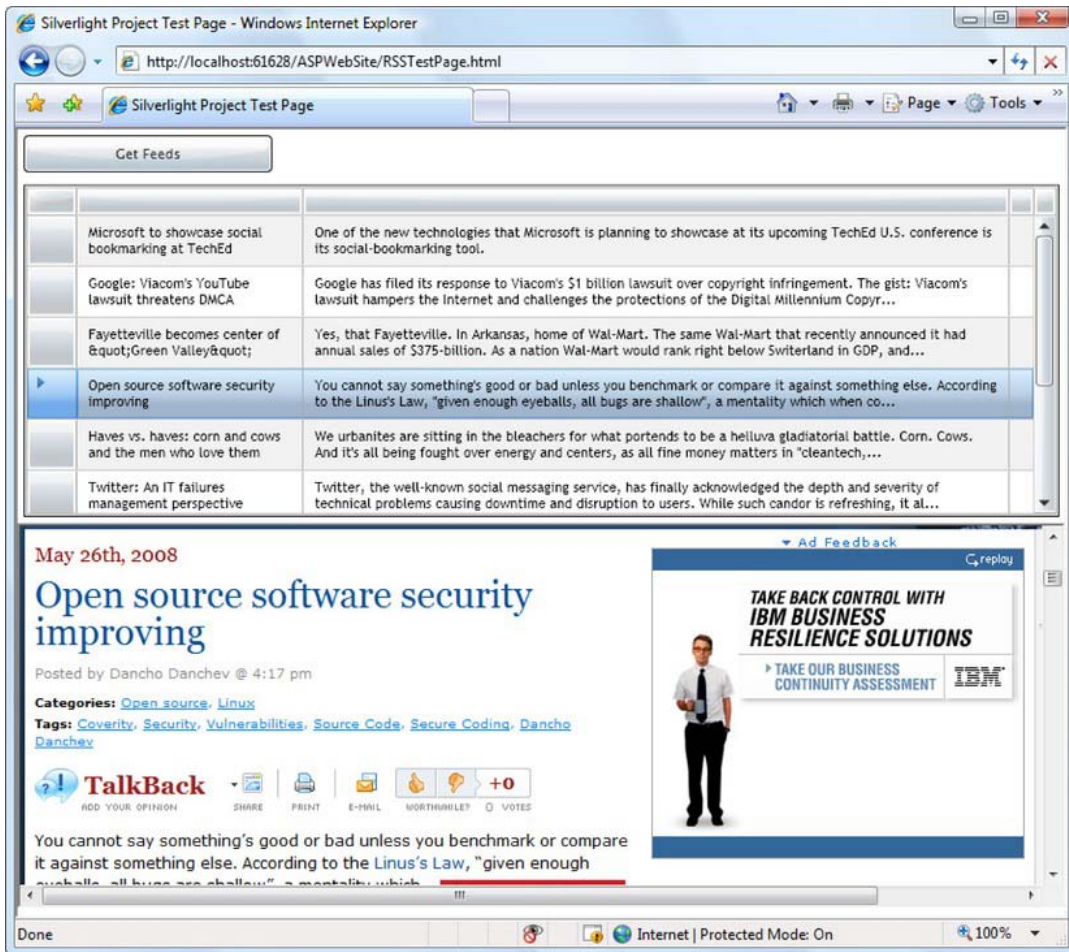 Silverlight Project Test Page - Windows Internet Explorer
http://localhost:61628/ASPWebSite/RSSTestPage.html
Silverlight Project Test Page
Page
Tools
Get Feeds
Microsoft to showcase social
bookmarking at TechEd
One of the new technologies that Microsoft is planning to showcase at its upcoming TechEd U.S. conference is
its social-bookmarking tool.
Google: Viacom's YouTube
lawsuit threatens DMCA
Google has filed its response to Viacom's $1 billion lawsuit over copyright infringement. The gist: Viacom's
lawsuit hampers the Internet and challenges the protections of the Digital Millennium Copyr...
Fayetteville becomes center of
&quot;Green Valley&quot;
Yes, that Fayetteville. In Arkansas, home of Wal-Mart. The same Wal-Mart that recently announced it had
annual sales of $375-billion. As a nation Wal-Mart would rank right below Switerland in GDP, and...
Open source software security
improving
You cannot say something's good or bad unless you benchmark or compare it against something else. According
to the Linus's Law, "given enough eyeballs, all bugs are shallow", a mentality which when co...
Haves vs. haves: corn and cows
and the men who love them
We urbanites are sitting in the bleachers for what portends to be a helluva gladiatorial battle. Corn. Cows.
And it's all being fought over energy and centers, as all fine money matters in "cleantech,...
Twitter: An IT failures
management perspective
Twitter, the well-known social messaging service, has finally acknowledged the depth and severity of
technical problems causing downtime and disruption to users. While such candor is refreshing, it al...
May 26th, 2008
Open source software security
improving
Posted by Dancho Danchev @ 4:17 pm
Categories: Open source, Linux
Tags: Coverity, Security, Vulnerabilities, Source Code, Secure Coding, Dancho
Danchev
TalkBack
ADD YOUR OPINION
SHARE
PRINT
E-MAIL
WORTHWHILE?
+0
0 VOTES
You cannot say something's good or bad unless you benchmark or compare
it against something else. According to the Linus's Law, "given enough
eyeballs, all bugs are shallow", a mentality which
Ad Feedback
replay
TAKE BACK CONTROL WITH
IBM BUSINESS
RESILIENCE SOLUTIONS
TAKE OUR BUSINESS
CONTINUITY ASSESSMENT
IBM
Done
Internet | Protected Mode: On
100%